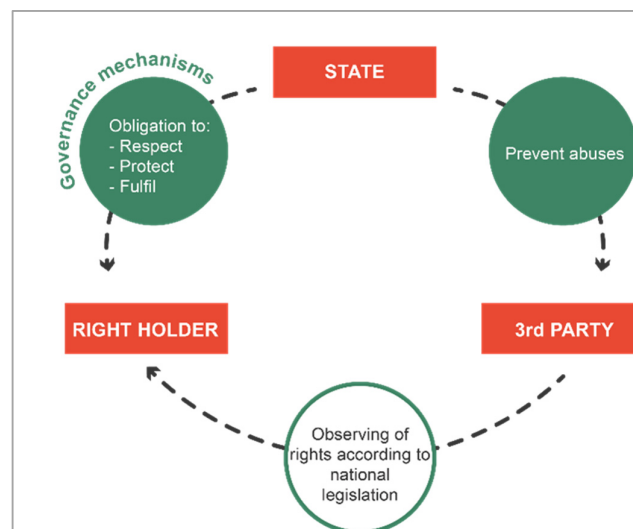 Governance mechanisms
STATE
Obligation to:
- Respect
- Protect
- Fulfil
Prevent abuses
RIGHT HOLDER
3rd PARTY
Observing of
rights according to
national
legislation